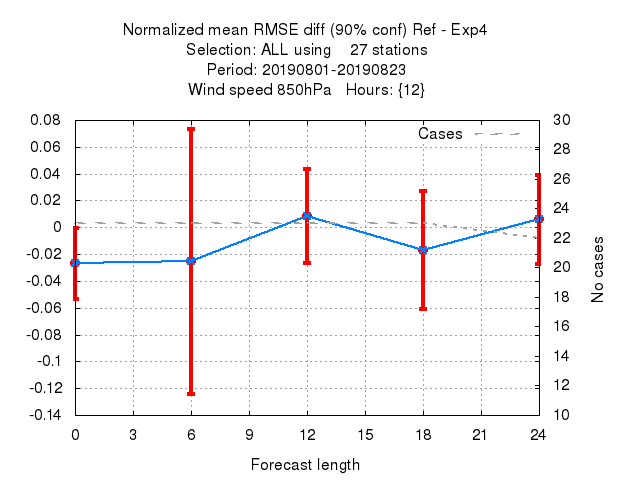 Normalized mean RMSE diff (90% conf) Ref - Exp4
Selection: ALL using    27 stations
Period: 20190801-20190823
Wind speed 850hPa   Hours: {12}
Cases
0.08
0.06
0.04
0.02
0
-0.02
-0.04
-0.06
-0.08
-0.1
-0.12
-0.14
30
28
26
24
22
20
18
16
14
12
10
No cases
0 3 6 9 12 15 18 21 24
Forecast length